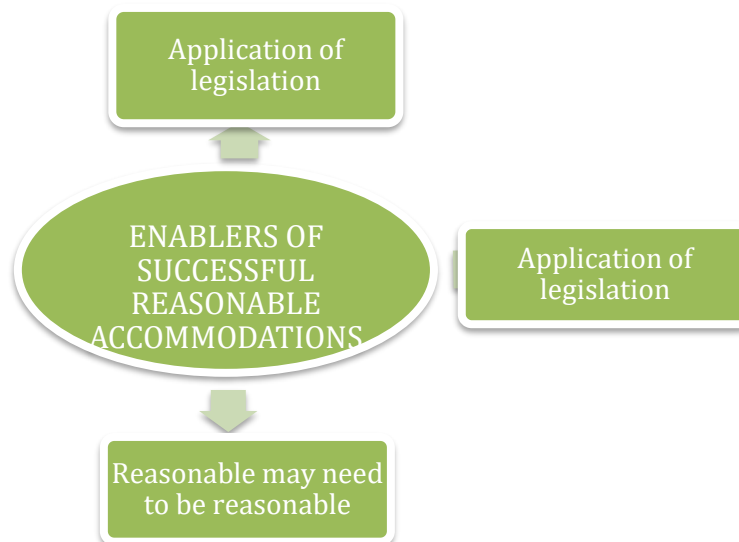 Application of
legislation
ENABLERS OF
SUCCESSFUL
REASONABLE
ACCOMMODATIONS
Application of
legislation
Reasonable may need
to be reasonable